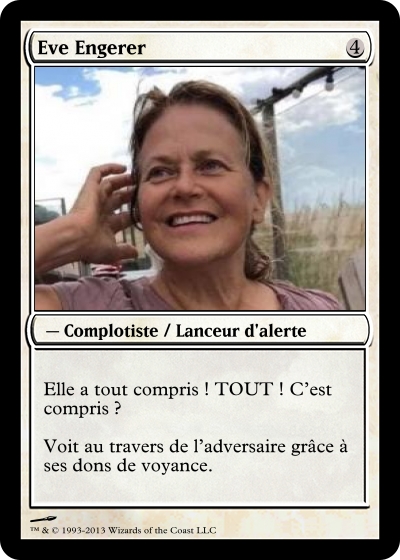 Eve Engerer 4
— Complotiste / Lanceur d'alerte
Elle a tout compris ! TOUT ! C'est
compris ?
Voit au travers de l'adversaire grâce à
ses dons de voyance.
™ & © 1993-2013 Wizards of the Coast LLC